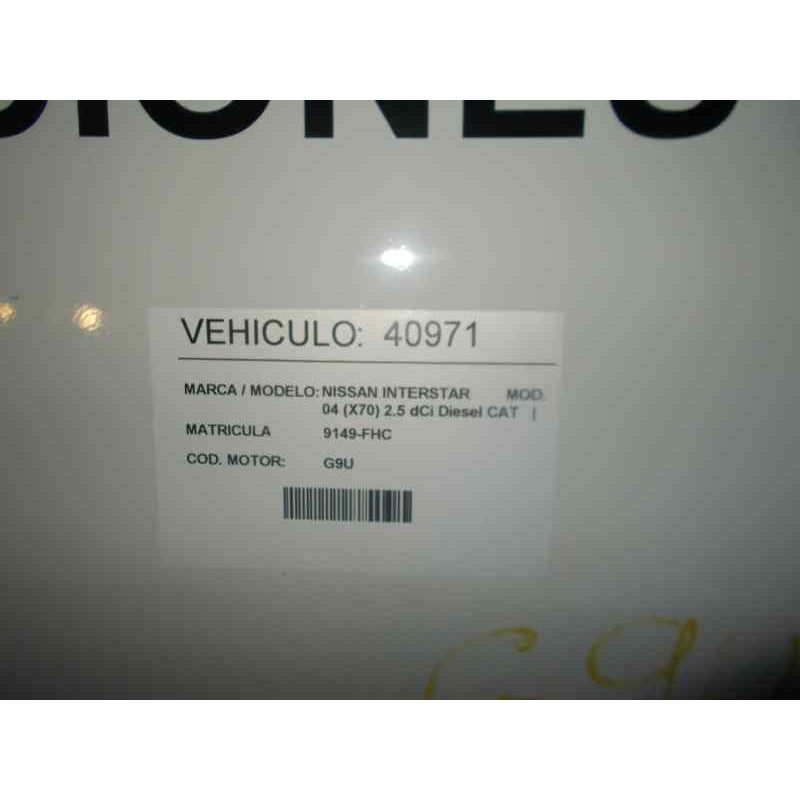 VEHICULO: 40971
MARCA / MODELO: NISSAN INTERSTAR MOD.
04 (X70) 2.5 dCi Diesel CAT |
MATRICULA 9149-FHC
COD. MOTOR: G9U
G9